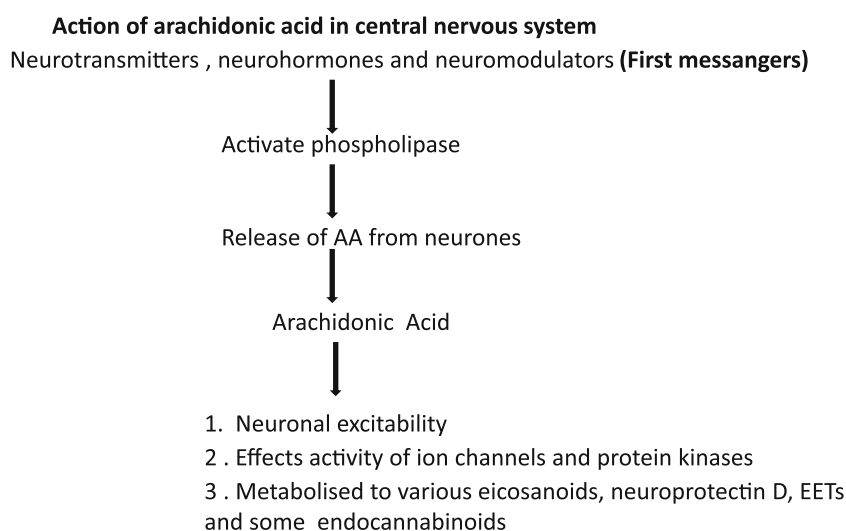 Action of arachidonic acid in central nervous system
Neurotransmitters , neurohormones and neuromodulators (First messangers)
Activate phospholipase
Release of AA from neurones
Arachidonic Acid
1. Neuronal excitability
2 . Effects activity of ion channels and protein kinases
3 . Metabolised to various eicosanoids, neuroprotectin D, EETs
and some endocannabinoids